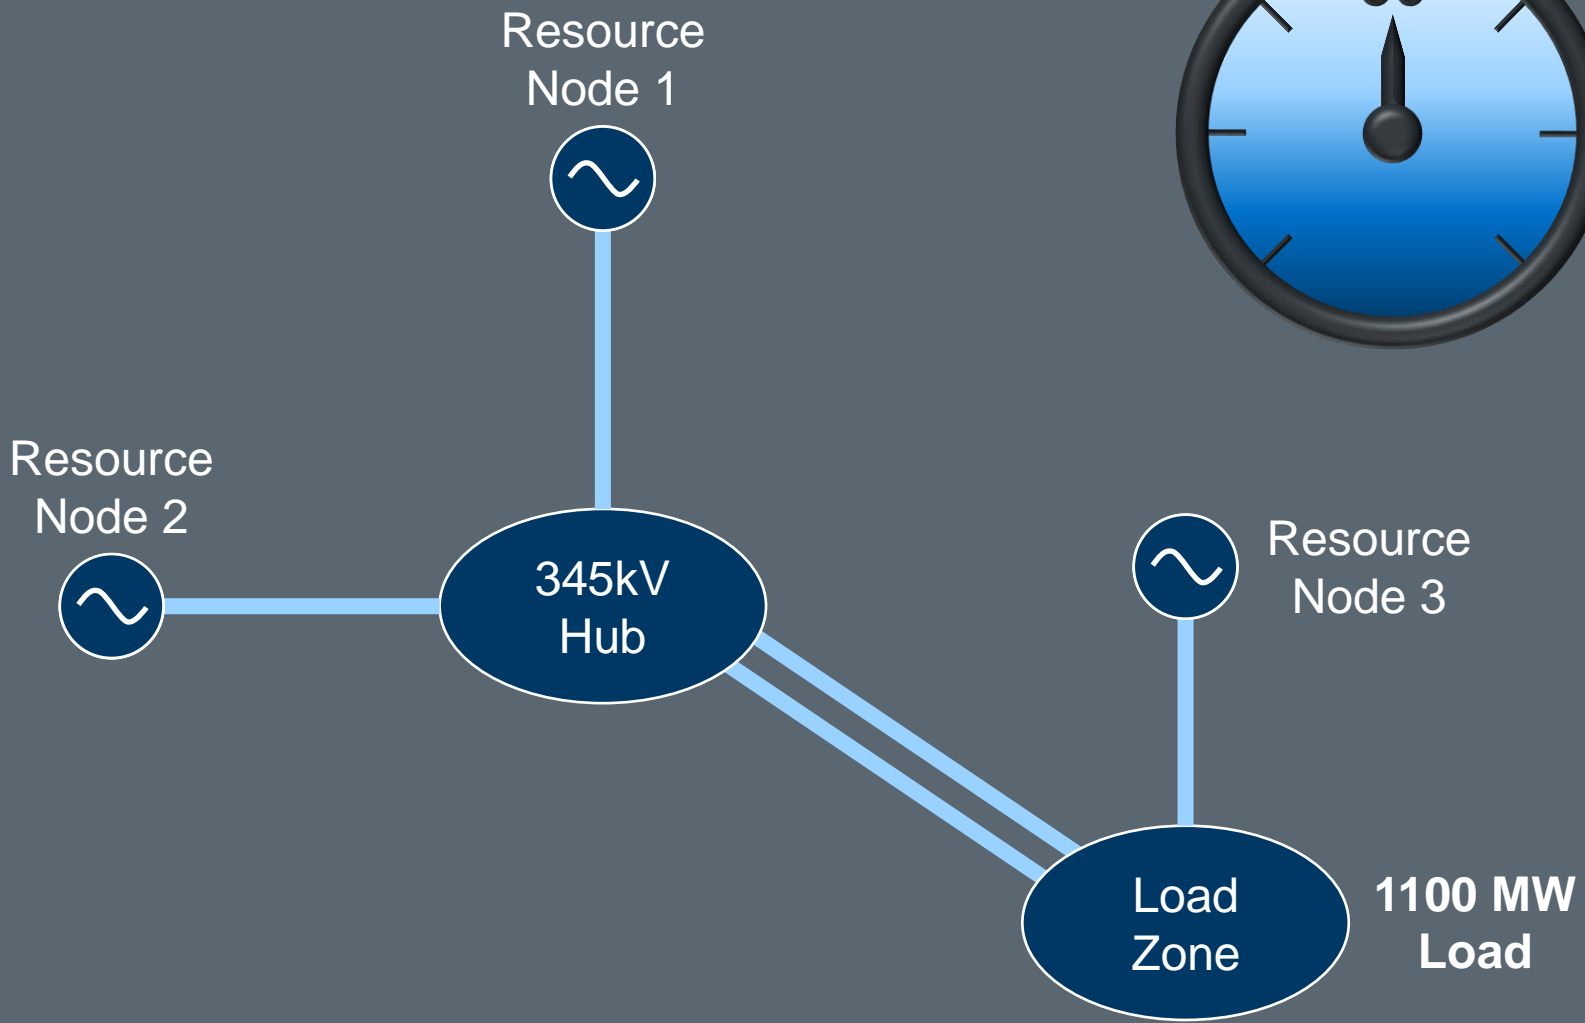 Resource
Node 1
Resource
Node 2
345kV
Hub
Resource
Node 3
Load
Zone
1100 MW
Load